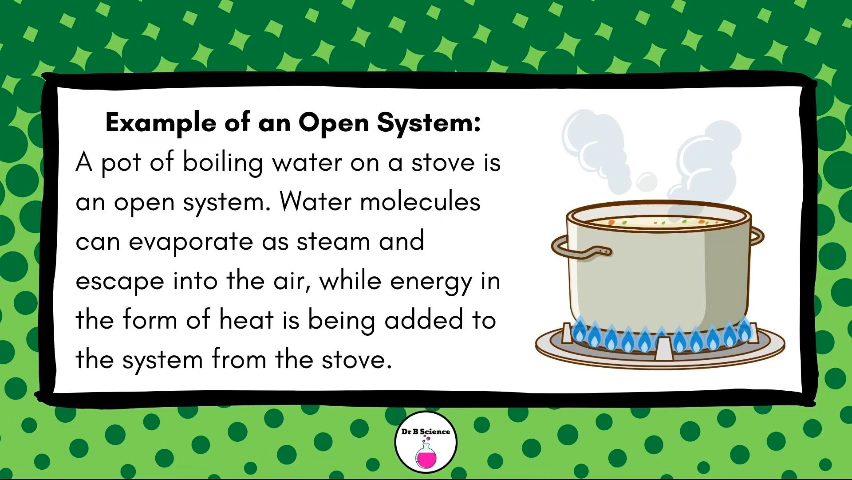 Example of an Open System:
A pot of boiling water on a stove is
an open system. Water molecules
can evaporate as steam and
escape into the air, while energy in
the form of heat is being added to
the system from the stove.
Dr B Science